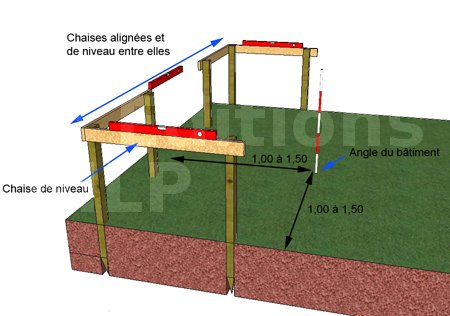 Chaises alignées et
de niveau entre elles
Angle du bâtiment
1,00 à 1,50
Chaise de niveau
1,00 à 1,50
LP